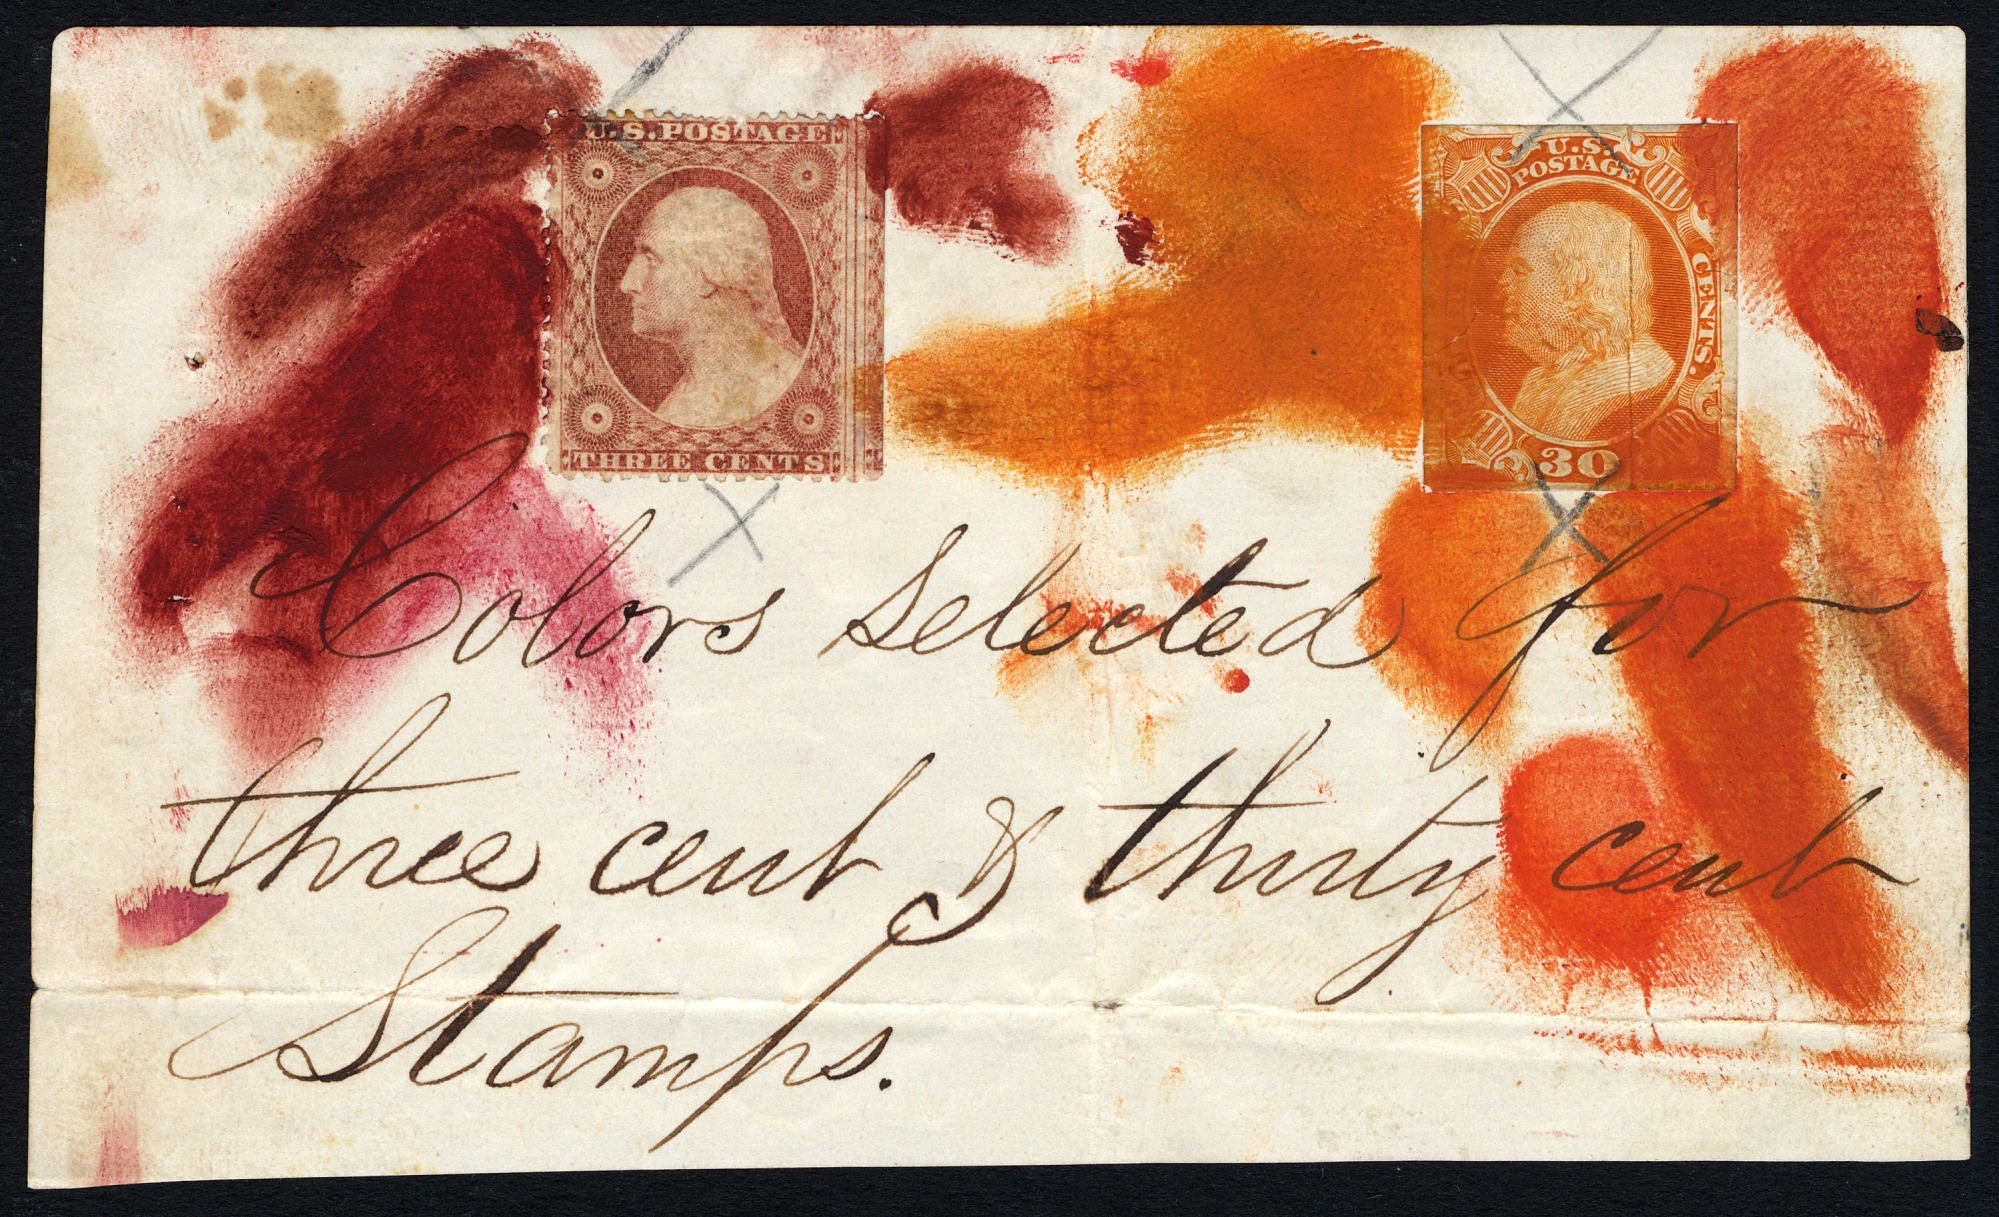 U.S. POSTAGE
THREE CENTS
U.S.
POSTAGE
CENTS.
30
Colors selected for
three cent & thirty cent
Stamps.